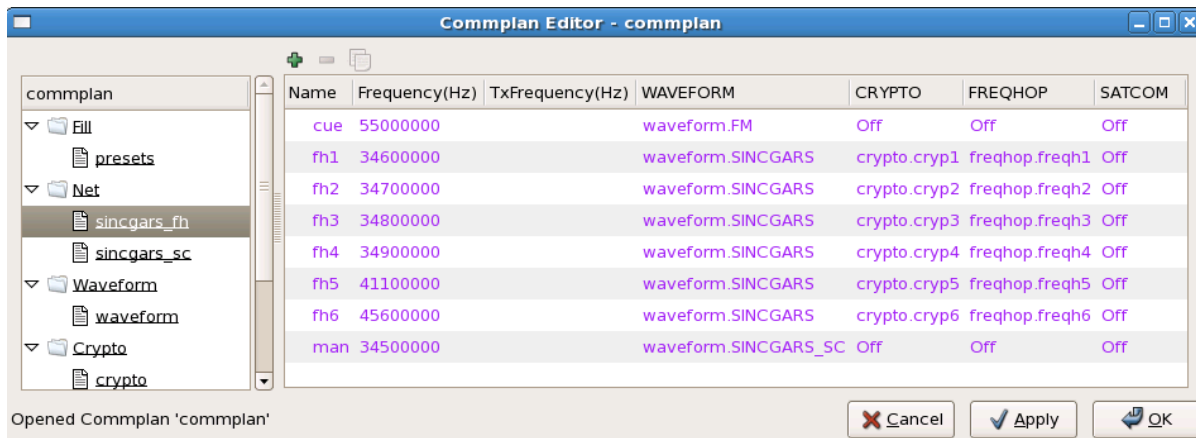 Commplan Editor - commplan
commplan
Fill
presets
Net
sincgars_fh
sincgars_sc
Waveform
waveform
Crypto
crypto
Name Frequency(Hz) TxFrequency(Hz) WAVEFORM CRYPTO FREQHOP SATCOM
cue 55000000 waveform.FM Off Off Off
fh1 34600000 waveform.SINCGARS crypto.cryp1 freqhop.freqh1 Off
fh2 34700000 waveform.SINCGARS crypto.cryp2 freqhop.freqh2 Off
fh3 34800000 waveform.SINCGARS crypto.cryp3 freqhop.freqh3 Off
fh4 34900000 waveform.SINCGARS crypto.cryp4 freqhop.freqh4 Off
fh5 41100000 waveform.SINCGARS crypto.cryp5 freqhop.freqh5 Off
fh6 45600000 waveform.SINCGARS crypto.cryp6 freqhop.freqh6 Off
man 34500000 waveform.SINCGARS_SC Off Off Off
Opened Commplan 'commplan'
Cancel Apply OK